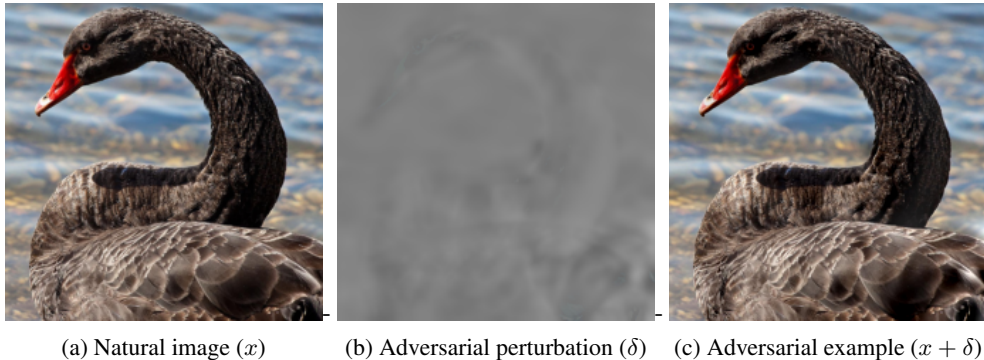 (a) Natural image (x)
(b) Adversarial perturbation (δ)
(c) Adversarial example (x + δ)